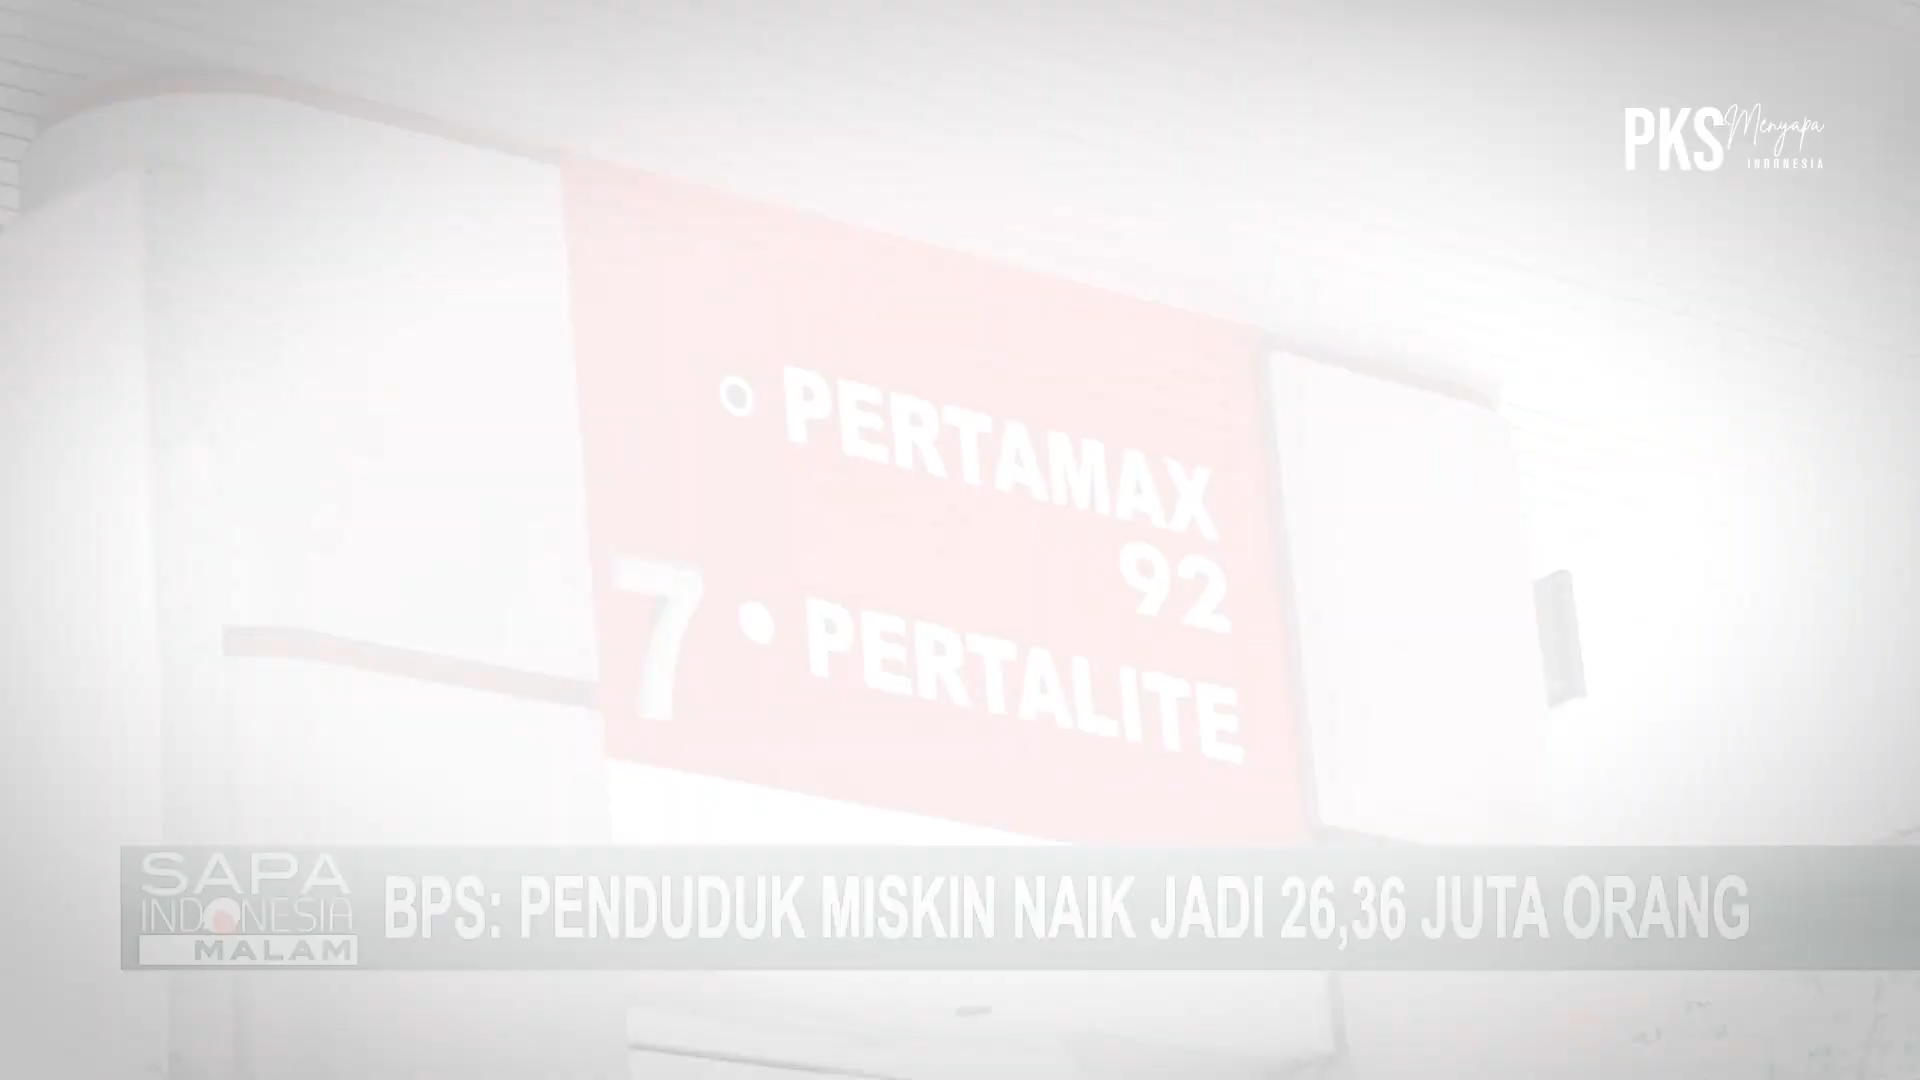 PKS Menyapa
INDONESIA
PERTAMAX
92
7 PERTALITE
SAPA
INDONESIA
MALAM
BPS: PENDUDUK MISKIN NAIK JADI 26,36 JUTA ORANG